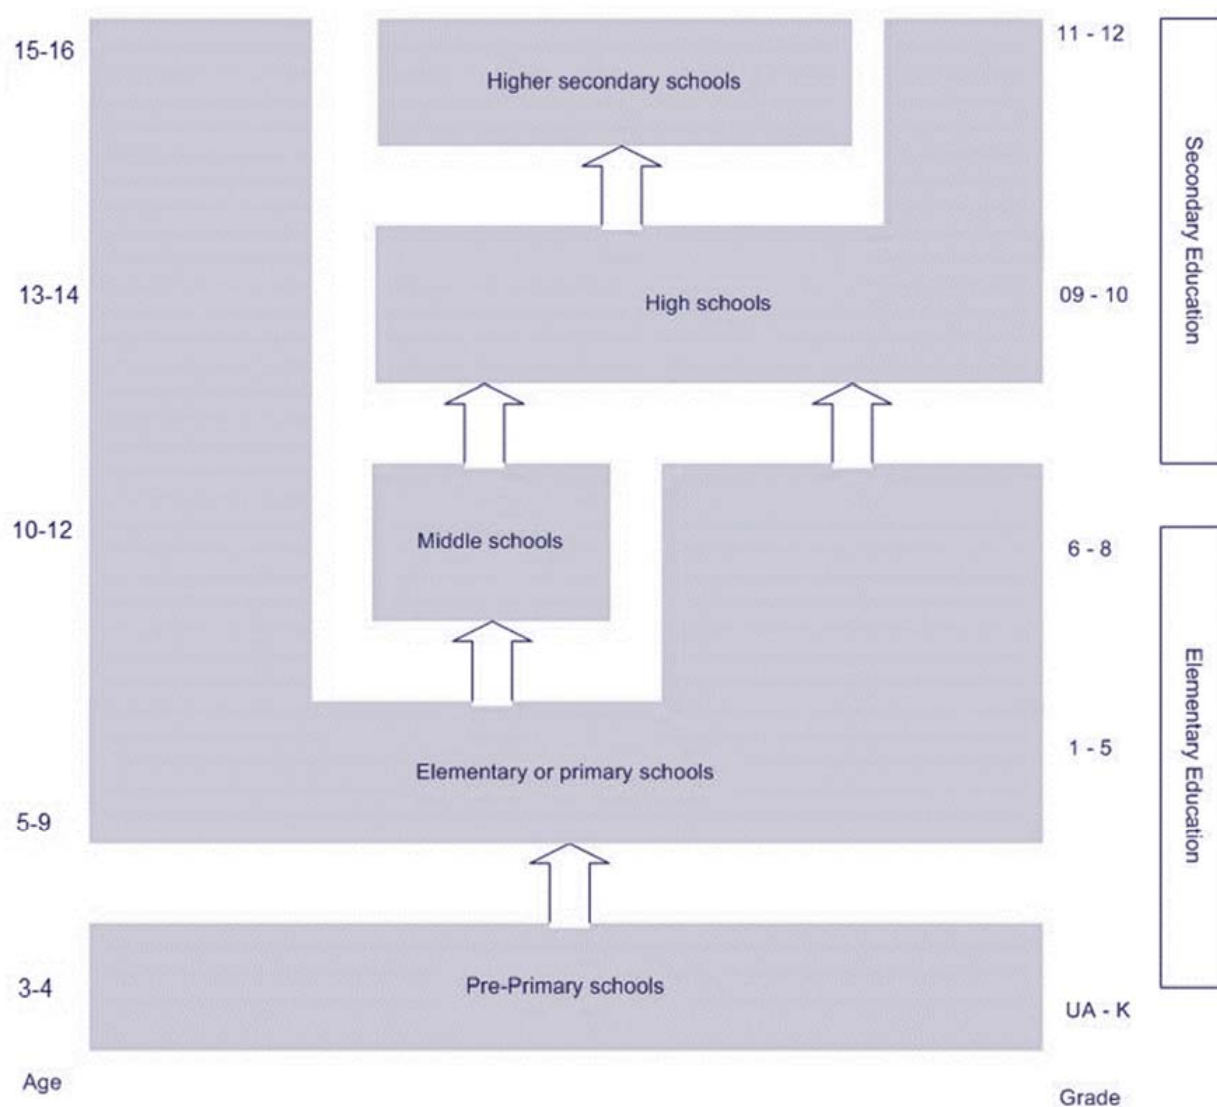 15-16
Higher secondary schools
11 - 12
13-14
High schools
09 - 10
Secondary Education
10-12
Middle schools
6 - 8
Elementary or primary schools
1 - 5
5-9
Elementary Education
3-4
Pre-Primary schools
UA - K
Age
Grade